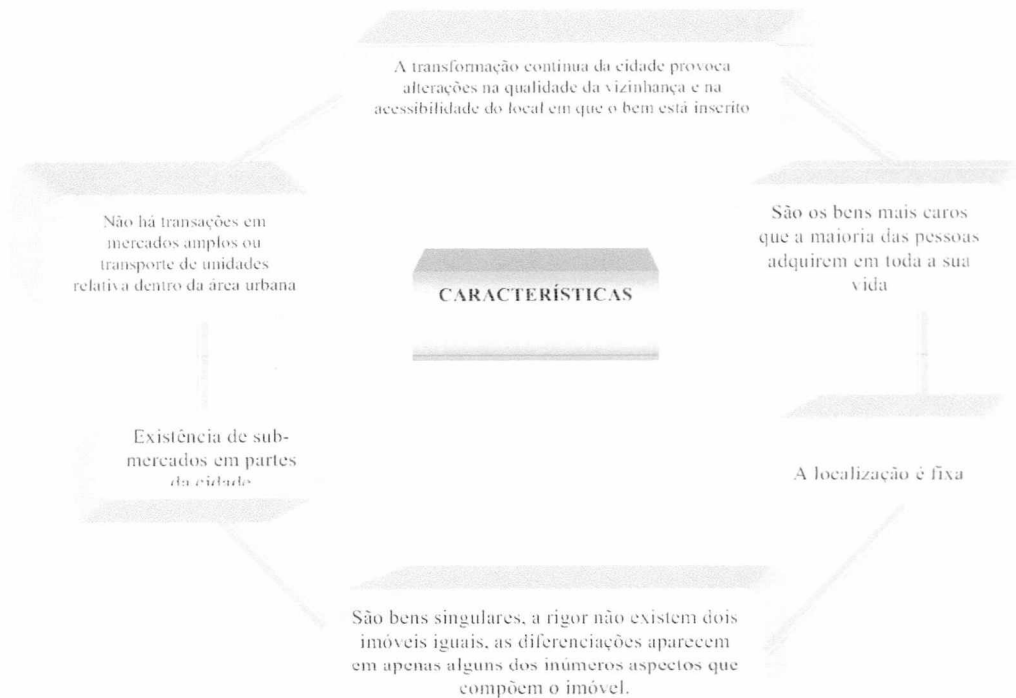 A transformação contínua da cidade provoca
alterações na qualidade da vizinhança e na
acessibilidade do local em que o bem está inscrito
São os bens mais caros
que a maioria das pessoas
adquirem em toda a sua
vida
Não há transações em
mercados amplos ou
transporte de unidades
relativa dentro da área urbana
CARACTERÍSTICAS
Existência de sub-
mercados em partes
da cidade
A localização é fixa
São bens singulares, a rigor não existem dois
imóveis iguais, as diferenciações aparecem
em apenas alguns dos inúmeros aspectos que
compõem o imóvel.